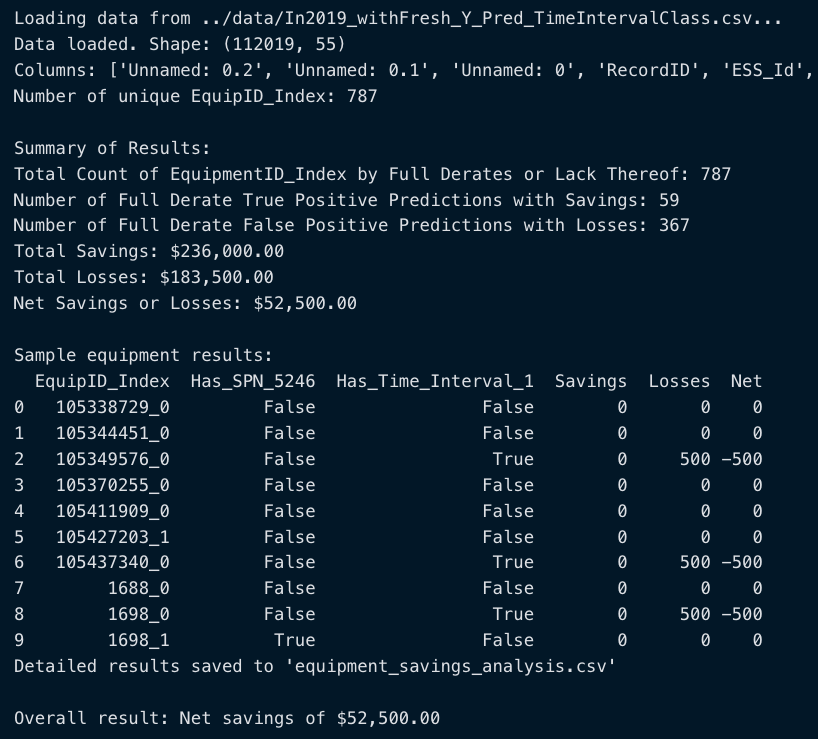 Loading data from ../data/In2019_withFresh_Y_Pred_TimeIntervalClass.csv...
Data loaded. Shape: (112019, 55)
Columns: ['Unnamed: 0.2', 'Unnamed: 0.1', 'Unnamed: 0', 'RecordID', 'ESS_Id',
Number of unique EquipID_Index: 787
Summary of Results:
Total Count of EquipmentID_Index by Full Derates or Lack Thereof: 787
Number of Full Derate True Positive Predictions with Savings: 59
Number of Full Derate False Positive Predictions with Losses: 367
Total Savings: $236,000.00
Total Losses: $183,500.00
Net Savings or Losses: $52,500.00
Sample equipment results:
EquipID_Index Has_SPN_5246 Has_Time_Interval_1 Savings Losses Net
0 105338729_0 False False 0 0 0
1 105344451_0 False False 0 0 0
2 105349576_0 False True 0 500 -500
3 105370255_0 False False 0 0 0
4 105411909_0 False False 0 0 0
5 105427203_1 False False 0 0 0
6 105437340_0 False True 0 500 -500
7 1688_0 False False 0 0 0
8 1698_0 False True 0 500 -500
9 1698_1 True False 0 0 0
Detailed results saved to 'equipment_savings_analysis.csv'
Overall result: Net savings of $52,500.00